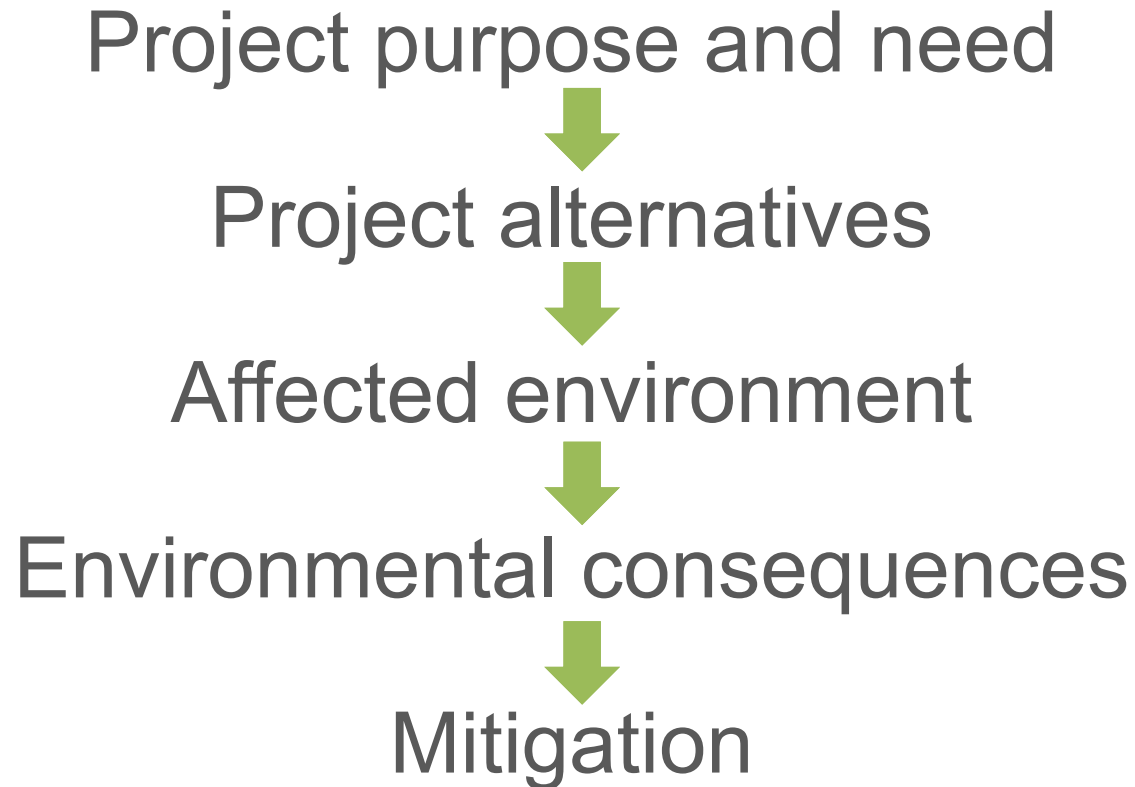 Project purpose and need
Project alternatives
Affected environment
Environmental consequences
Mitigation